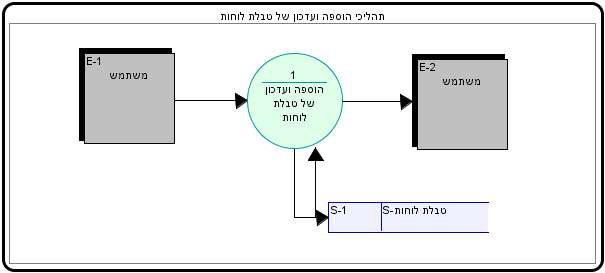 תהליכי הוספה ועדכון של טבלת לוחות
E-1
משתמש
1
הוספה ועדכון
של טבלת
לוחות
E-2
משתמש
S-1
S-טבלת לוחות